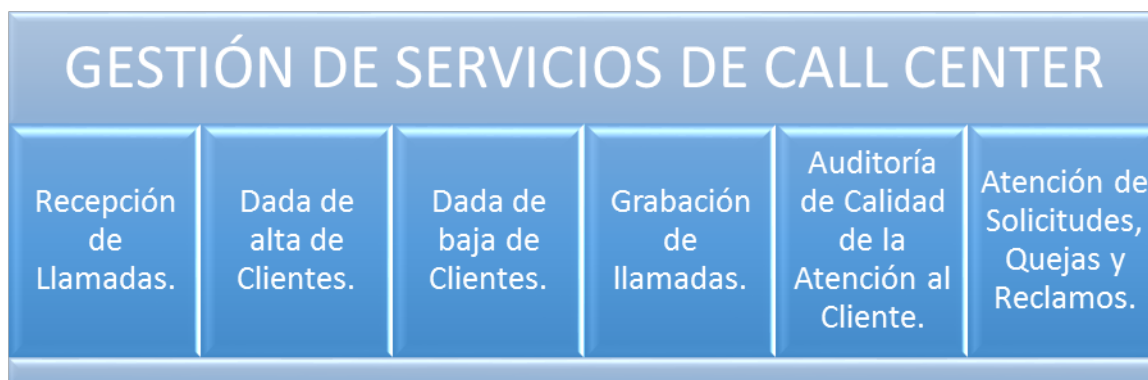 GESTIÓN DE SERVICIOS DE CALL CENTER
Recepción
de
Llamadas.
Dada de
alta de
Clientes.
Dada de
baja de
Clientes.
Grabación
de
llamadas.
Auditoría
de Calidad
de la
Atención al
Cliente.
Atención de
Solicitudes,
Quejas y
Reclamos.